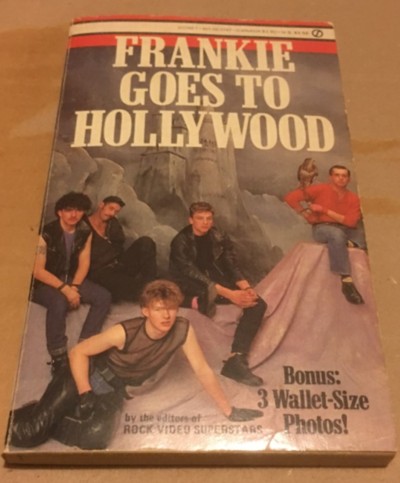 FRANKIE
GOES TO
HOLLYWOOD
Bonus:
3 Wallet-Size
Photos!
by the editors of
ROCK VIDEO SUPERSTARS